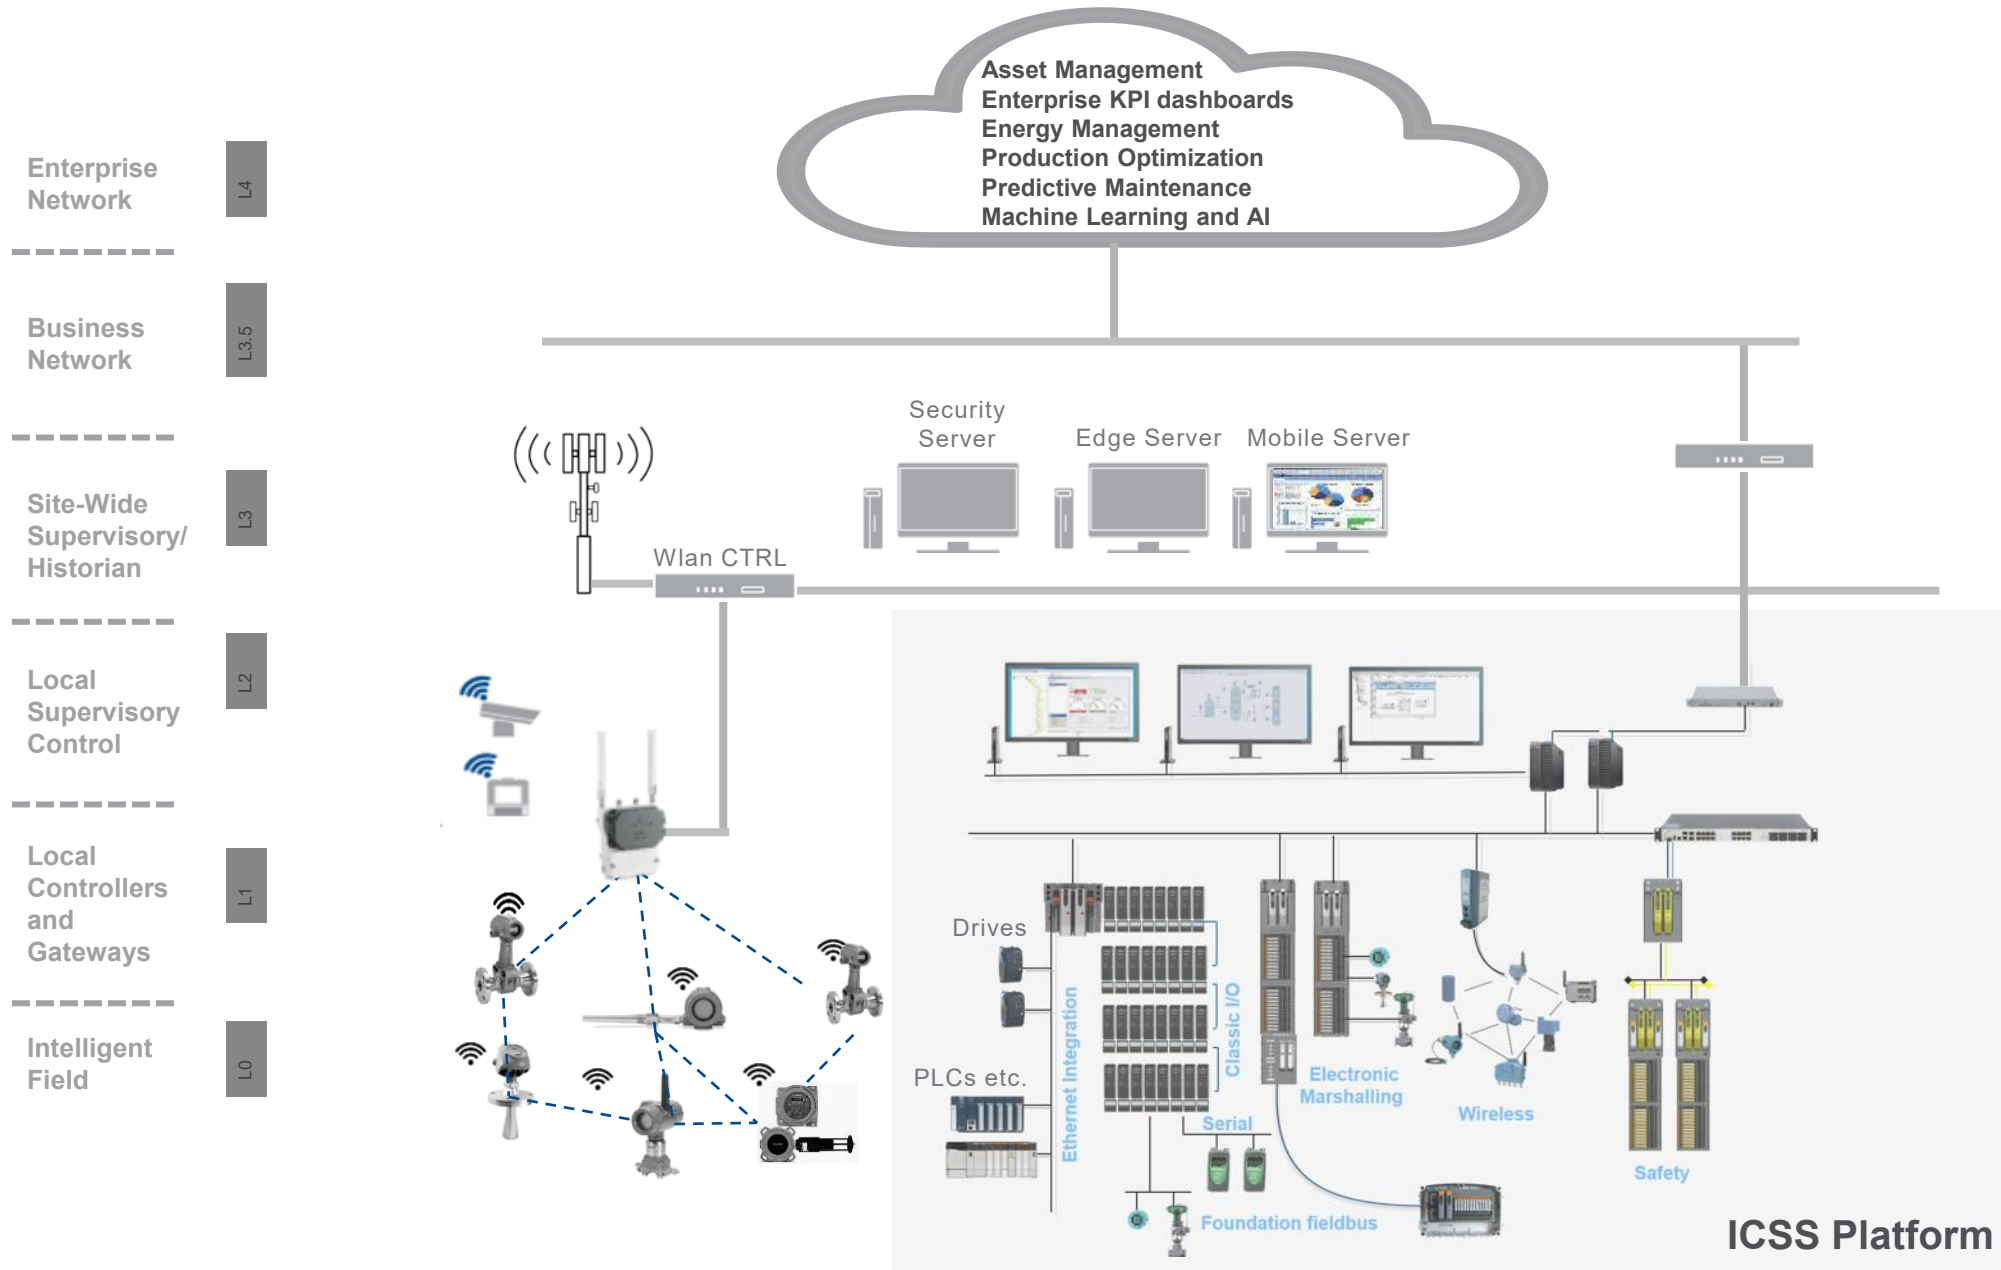 Asset Management
Enterprise KPI dashboards
Energy Management
Production Optimization
Predictive Maintenance
Machine Learning and AI
Enterprise
Network
L4
Business
Network
L3.5
Security
Server
Edge Server
Mobile Server
Site-Wide
Supervisory/
Historian
L3
Wlan CTRL
Local
Supervisory
Control
L2
Local
Controllers
and
Gateways
L1
Drives
Ethernet Integration
Classic I/O
Intelligent
Field
L0
PLCs etc.
Electronic
Marshalling
Wireless
Serial
Safety
Foundation fieldbus
ICSS Platform